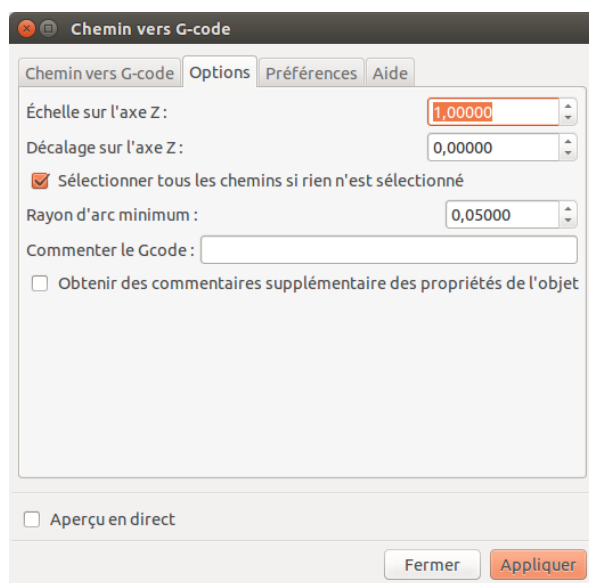 Chemin vers G-code
Chemin vers G-code Options Préférences Aide
Échelle sur l'axe Z : 1,00000
Décalage sur l'axe Z : 0,00000
Sélectionner tous les chemins si rien n'est sélectionné
Rayon d'arc minimum : 0,05000
Commenter le Gcode :
Obtenir des commentaires supplémentaire des propriétés de l'objet
Aperçu en direct
Fermer Appliquer